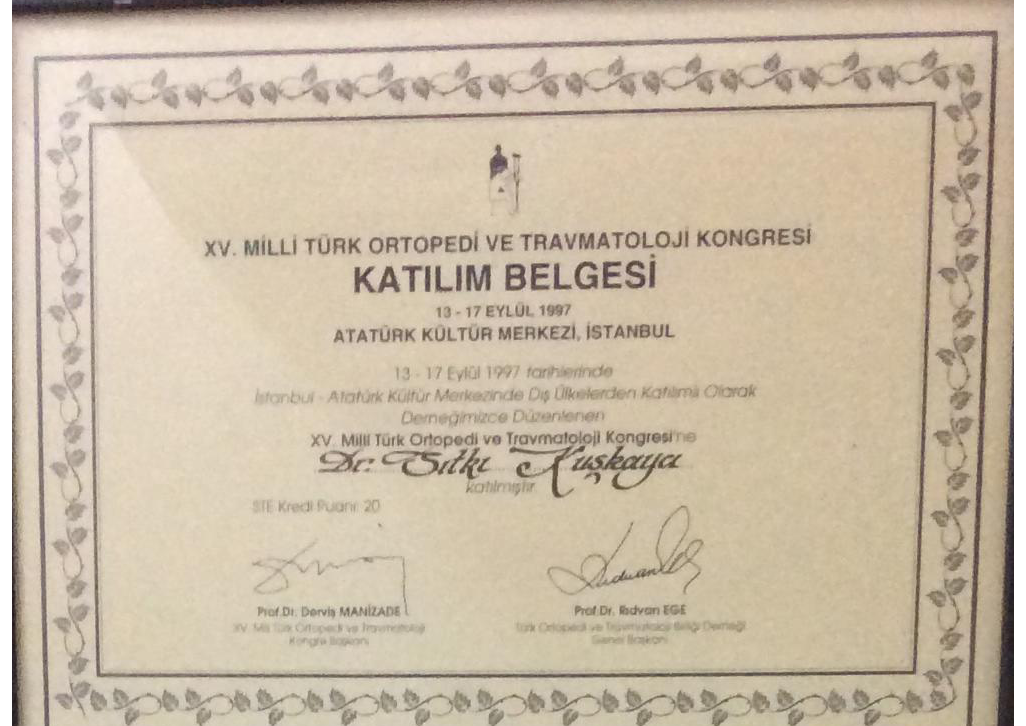 XV. MİLLİ TÜRK ORTOPEDİ VE TRAVMATOLOJİ KONGRESİ
KATILIM BELGESİ
13 - 17 EYLÜL 1997
ATATÜRK KÜLTÜR MERKEZİ, İSTANBUL
13 - 17 Eylül 1997 tarihlerinde
İstanbul - Atatürk Kültür Merkezinde Dış Ülkelerden Katılımlı Olarak
Derneğimizce Düzenlenen
XV. Milli Türk Ortopedi ve Travmatoloji Kongresi'ne
Dr. Sıtkı Kuşkaya
katılmıştır
STE Kredi Puanı: 20
Prof.Dr. Derviş MANİZADE
Prof.Dr. Rıdvan EGE
XV. Milli Türk Ortopedi ve Travmatoloji
Türk Ortopedi ve Travmatoloji Birliği Derneği
Kongre Başkanı
Genel Başkanı